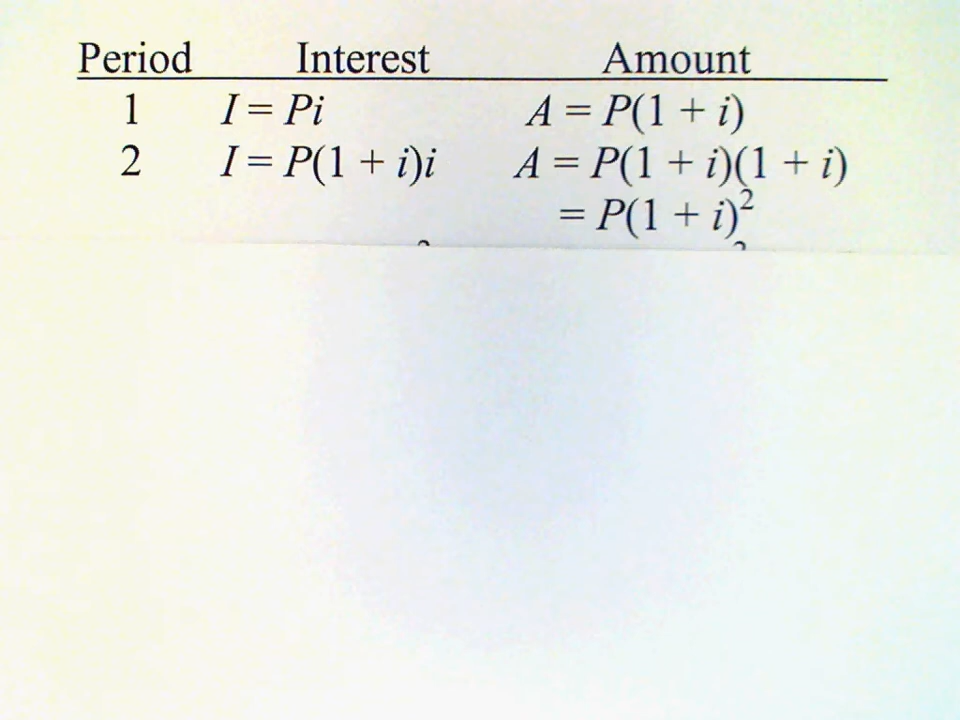 Period Interest Amount
1 I = Pi A = P(1 + i)
2 I = P(1 + i)i A = P(1 + i)(1 + i)
= P(1 + i)²